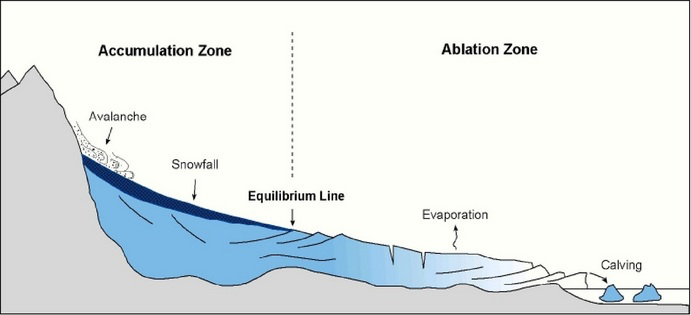 Accumulation Zone
Ablation Zone
Avalanche
Snowfall
Equilibrium Line
Evaporation
Calving